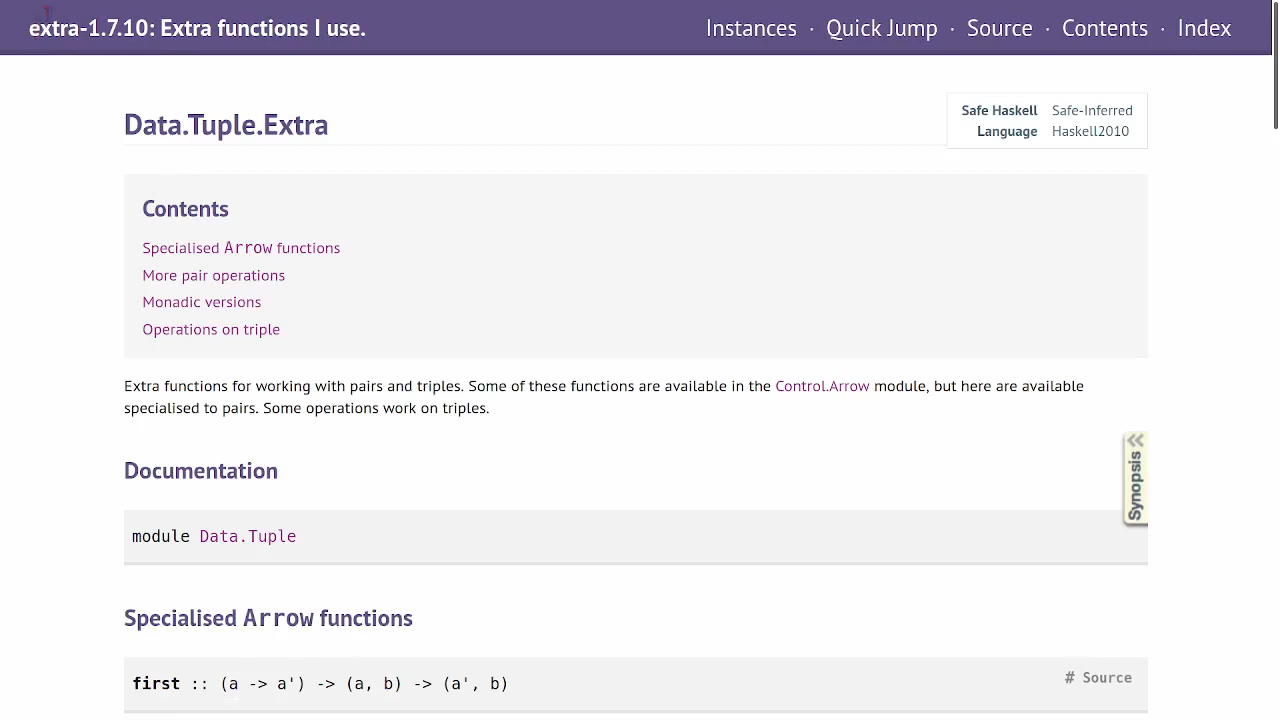 extra-1.7.10: Extra functions I use.
Instances · Quick Jump · Source · Contents · Index
Data.Tuple.Extra
Safe Haskell Safe-Inferred
Language Haskell2010
Contents
Specialised Arrow functions
More pair operations
Monadic versions
Operations on triple
Extra functions for working with pairs and triples. Some of these functions are available in the Control.Arrow module, but here are available
specialised to pairs. Some operations work on triples.
Synopsis
Documentation
module Data.Tuple
Specialised Arrow functions
first :: (a -> a') -> (a, b) -> (a', b)
# Source